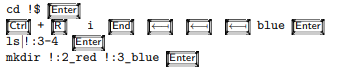 cd !$ Enter
Ctrl + R i End ⟵ ⟵ ⟵ blue Enter
ls|!:3-4 Enter
mkdir !:2_red !:3_blue Enter